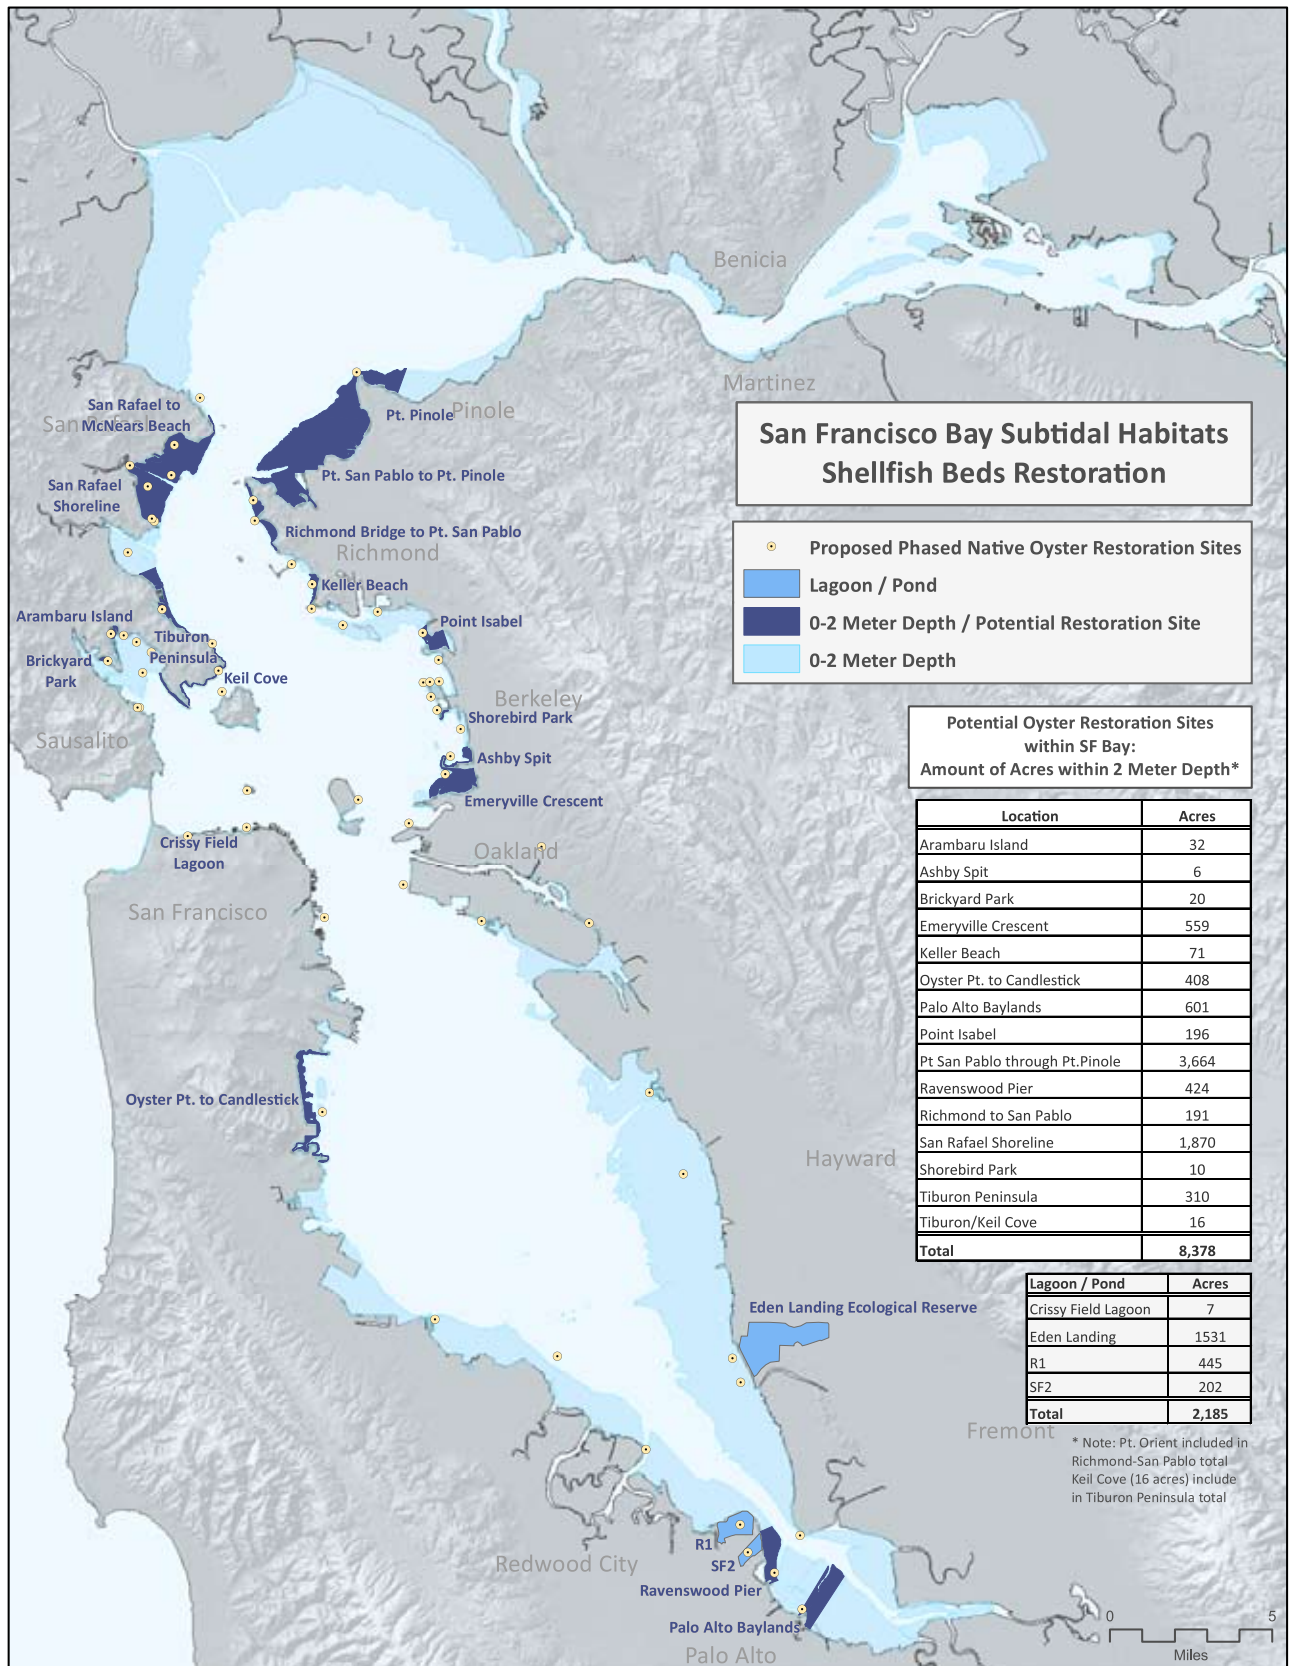 Benicia
Martinez
San Rafael
San Rafael to
McNears Beach
Pinole
Pt. Pinole
Pt. San Pablo to Pt. Pinole
San Rafael
Shoreline
Richmond Bridge to Pt. San Pablo
Richmond
Keller Beach
Arambaru Island
Point Isabel
Tiburon
Peninsula
Brickyard
Park
Keil Cove
Berkeley
Shorebird Park
Sausalito
Ashby Spit
Emeryville Crescent
Crissy Field
Lagoon
Oakland
San Francisco
Oyster Pt. to Candlestick
Hayward
Eden Landing Ecological Reserve
Fremont
R1
SF2
Redwood City
Ravenswood Pier
Palo Alto Baylands
Palo Alto
San Francisco Bay Subtidal Habitats
Shellfish Beds Restoration
Proposed Phased Native Oyster Restoration Sites
Lagoon / Pond
0-2 Meter Depth / Potential Restoration Site
0-2 Meter Depth
Potential Oyster Restoration Sites
within SF Bay:
Amount of Acres within 2 Meter Depth*
Location Acres
Arambaru Island 32
Ashby Spit 6
Brickyard Park 20
Emeryville Crescent 559
Keller Beach 71
Oyster Pt. to Candlestick 408
Palo Alto Baylands 601
Point Isabel 196
Pt San Pablo through Pt.Pinole 3,664
Ravenswood Pier 424
Richmond to San Pablo 191
San Rafael Shoreline 1,870
Shorebird Park 10
Tiburon Peninsula 310
Tiburon/Keil Cove 16
Total 8,378
Lagoon / Pond Acres
Crissy Field Lagoon 7
Eden Landing 1531
R1 445
SF2 202
Total 2,185
* Note: Pt. Orient included in
Richmond-San Pablo total
Keil Cove (16 acres) include
in Tiburon Peninsula total
0 5
Miles